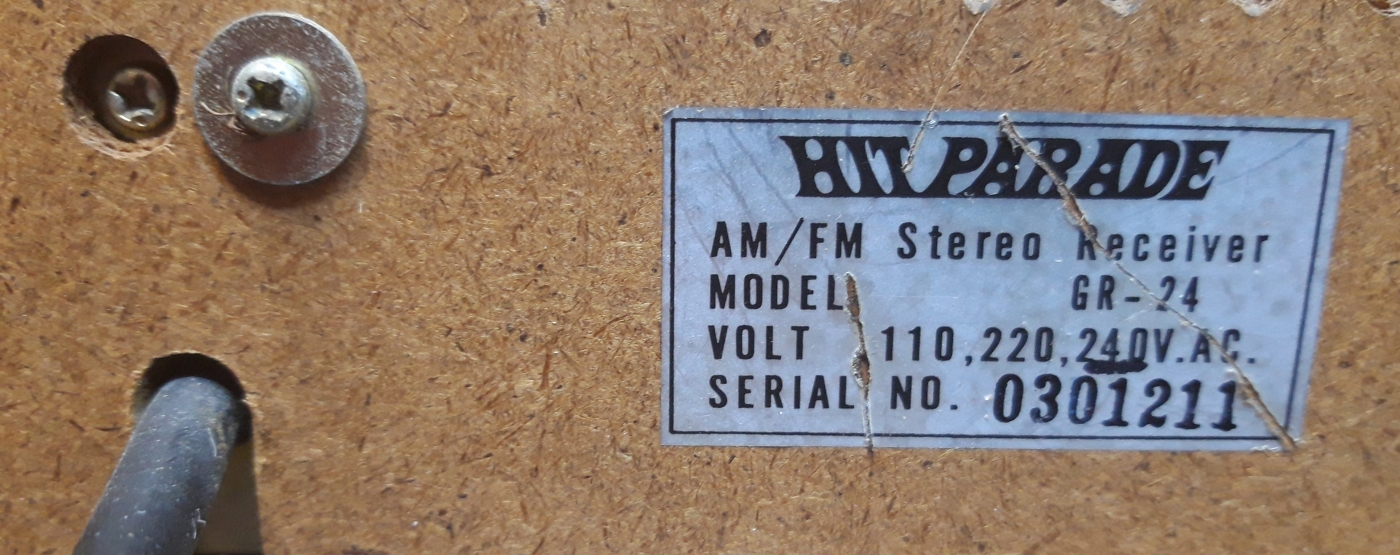 HIT PARADE
AM/FM Stereo Receiver
MODEL GR-24
VOLT 110,220,240V.AC.
SERIAL NO. 0301211